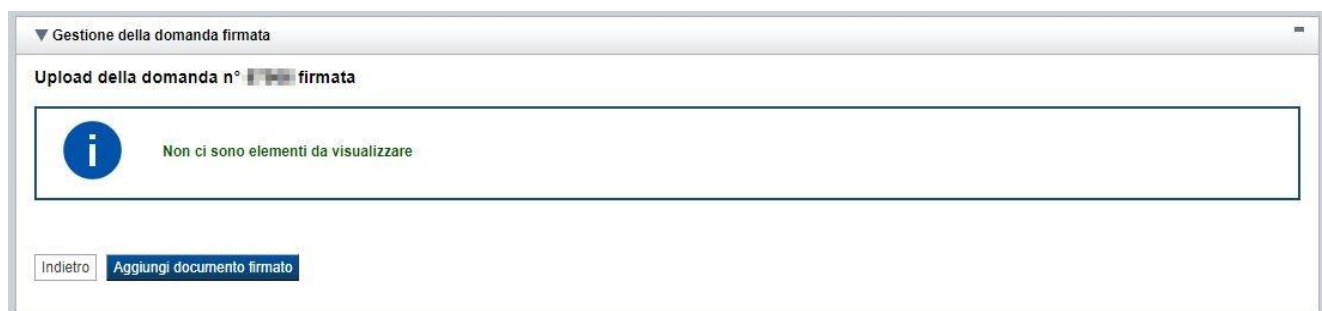 Gestione della domanda firmata
Upload della domanda n° firmata
i
Non ci sono elementi da visualizzare
Indietro Aggiungi documento firmato